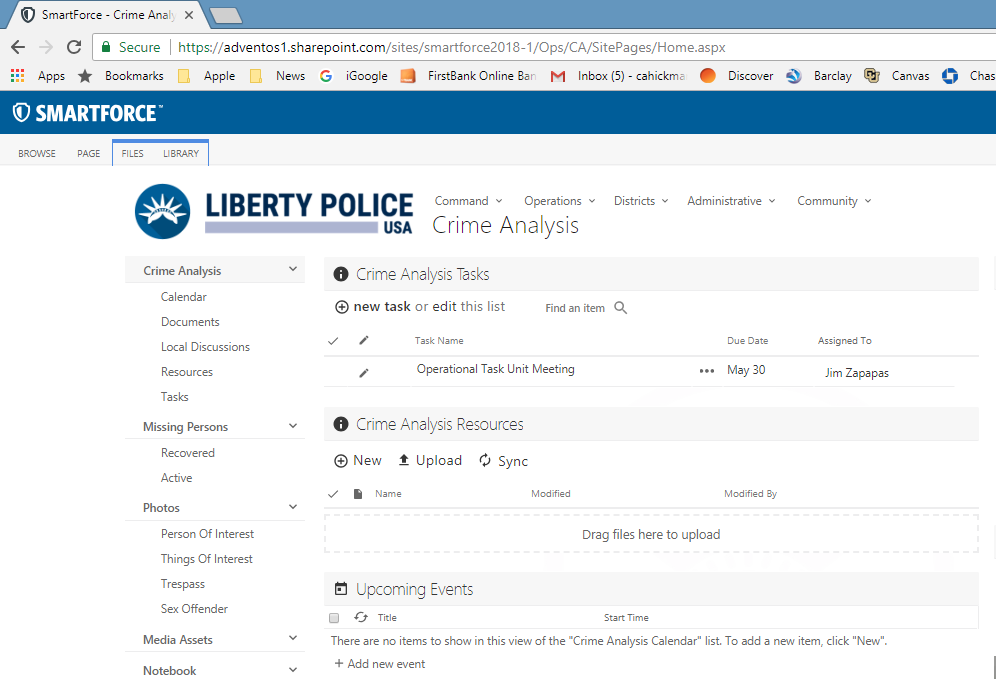 SmartForce - Crime Analy
Secure https://adventos1.sharepoint.com/sites/smartforce2018-1/Ops/CA/SitePages/Home.aspx
Apps Bookmarks Apple News iGoogle FirstBank Online Ban Inbox (5) - cahickma Discover Barclay Canvas Chas
SMARTFORCE™
BROWSE PAGE FILES LIBRARY
LIBERTY POLICE
USA
Command Operations Districts Administrative Community
Crime Analysis
Crime Analysis
Calendar
Documents
Local Discussions
Resources
Tasks
Missing Persons
Recovered
Active
Photos
Person Of Interest
Things Of Interest
Trespass
Sex Offender
Media Assets
Notebook
Crime Analysis Tasks
new task or edit this list Find an item
Task Name Due Date Assigned To
Operational Task Unit Meeting ••• May 30 Jim Zapapas
Crime Analysis Resources
New Upload Sync
Name Modified Modified By
Drag files here to upload
Upcoming Events
Title Start Time
There are no items to show in this view of the "Crime Analysis Calendar" list. To add a new item, click "New".
+ Add new event